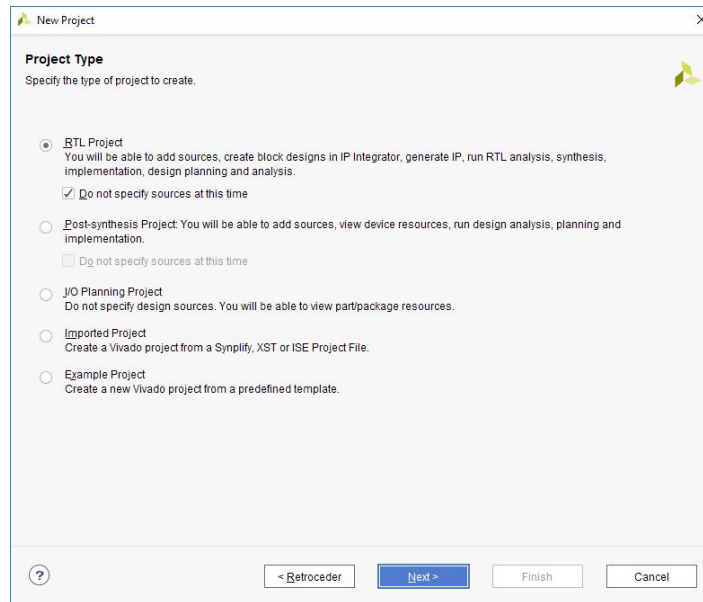 New Project
Project Type
Specify the type of project to create.
RTL Project
You will be able to add sources, create block designs in IP Integrator, generate IP, run RTL analysis, synthesis,
implementation, design planning and analysis.
Do not specify sources at this time
Post-synthesis Project: You will be able to add sources, view device resources, run design analysis, planning and
implementation.
Do not specify sources at this time
I/O Planning Project
Do not specify design sources. You will be able to view part/package resources.
Imported Project
Create a Vivado project from a Synplify, XST or ISE Project File.
Example Project
Create a new Vivado project from a predefined template.
? < Retroceder Next > Finish Cancel